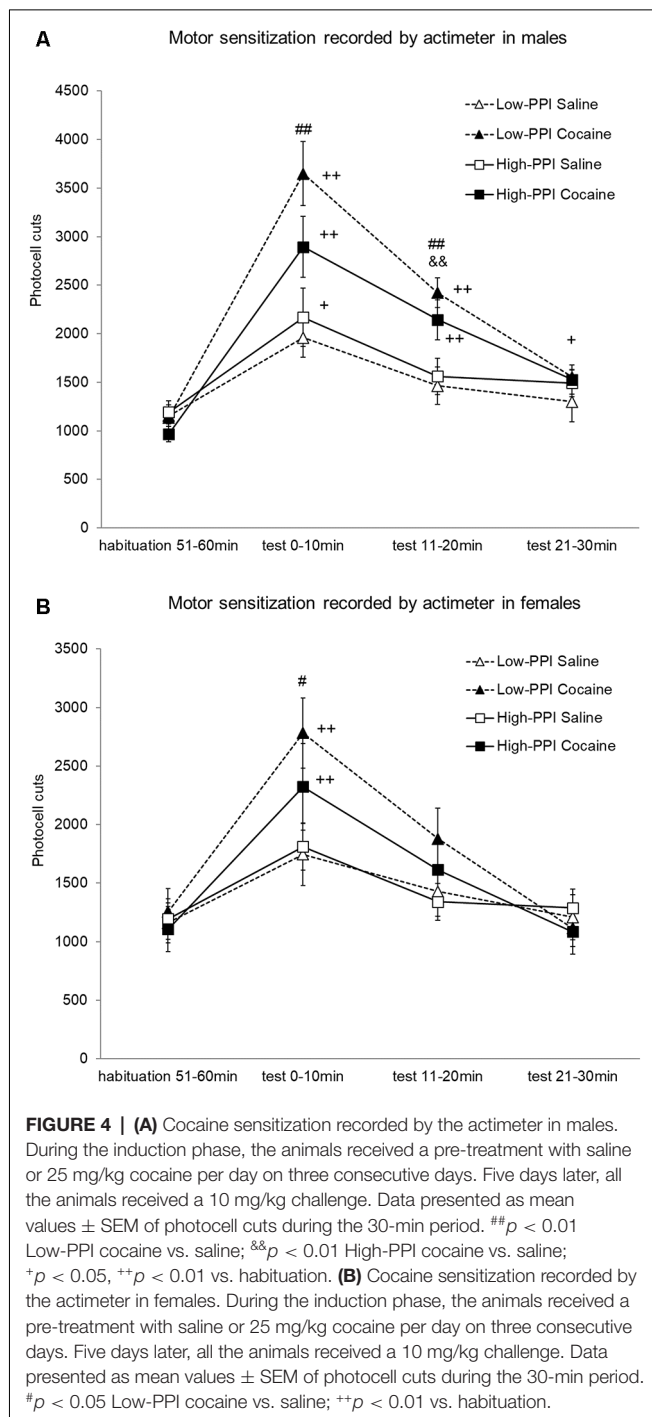 A Motor sensitization recorded by actimeter in males
4500
4000
3500
3000
2500
2000
1500
1000
500
0
Photocell cuts
Low-PPI Saline
Low-PPI Cocaine
High-PPI Saline
High-PPI Cocaine
##
++
++
+
##
&&
++
++
+
habituation 51-60min test 0-10min test 11-20min test 21-30min
B Motor sensitization recorded by actimeter in females
3500
3000
2500
2000
1500
1000
500
0
Photocell cuts
Low-PPI Saline
Low-PPI Cocaine
High-PPI Saline
High-PPI Cocaine
#
++
++
habituation 51-60min test 0-10min test 11-20min test 21-30min
FIGURE 4 | (A) Cocaine sensitization recorded by the actimeter in males.
During the induction phase, the animals received a pre-treatment with saline
or 25 mg/kg cocaine per day on three consecutive days. Five days later, all
the animals received a 10 mg/kg challenge. Data presented as mean
values ± SEM of photocell cuts during the 30-min period. ##p < 0.01
Low-PPI cocaine vs. saline; &&p < 0.01 High-PPI cocaine vs. saline;
+p < 0.05, ++p < 0.01 vs. habituation. (B) Cocaine sensitization recorded by
the actimeter in females. During the induction phase, the animals received a
pre-treatment with saline or 25 mg/kg cocaine per day on three consecutive
days. Five days later, all the animals received a 10 mg/kg challenge. Data
presented as mean values ± SEM of photocell cuts during the 30-min period.
#p < 0.05 Low-PPI cocaine vs. saline; ++p < 0.01 vs. habituation.